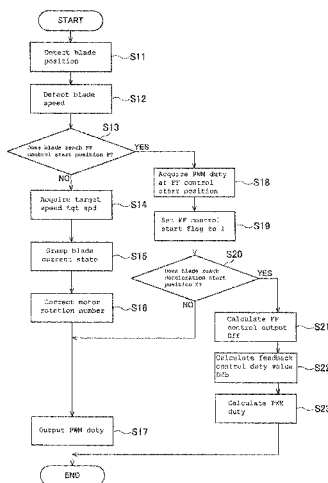 START
Detect blade
position
S11
Detect blade
speed
S12
S13
Does blade reach FF
control start position P?
YES
NO
Acquire PWM duty
at FF control
start position
S18
Acquire target
speed tgt spd
S14
Set FF control
start flag to 1
S19
Grasp blade
current state
S15
S20
Does blade reach
deceleration start
position
YES
NO
Correct motor
rotation number
S16
Calculate FF
control output
Dff
S21
Calculate feedback
control duty value
Dfb
S22
Calculate PWM
duty
S23
Output PWM duty
S17
END